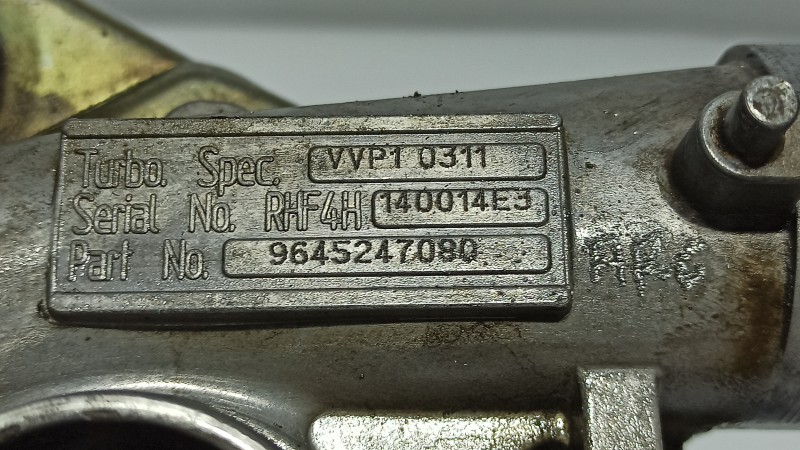 Turbo. Spec. VVP1 0311
Serial No. RHF4H 140014E3
Part No. 9645247080